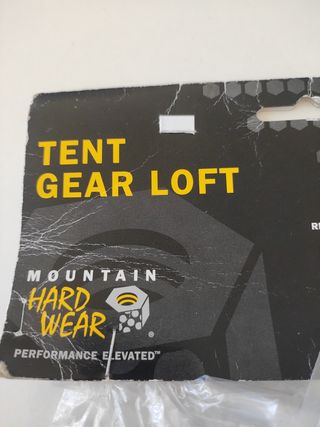 TENT
GEAR LOFT
MOUNTAIN
HARD
WEAR
PERFORMANCE ELEVATED™